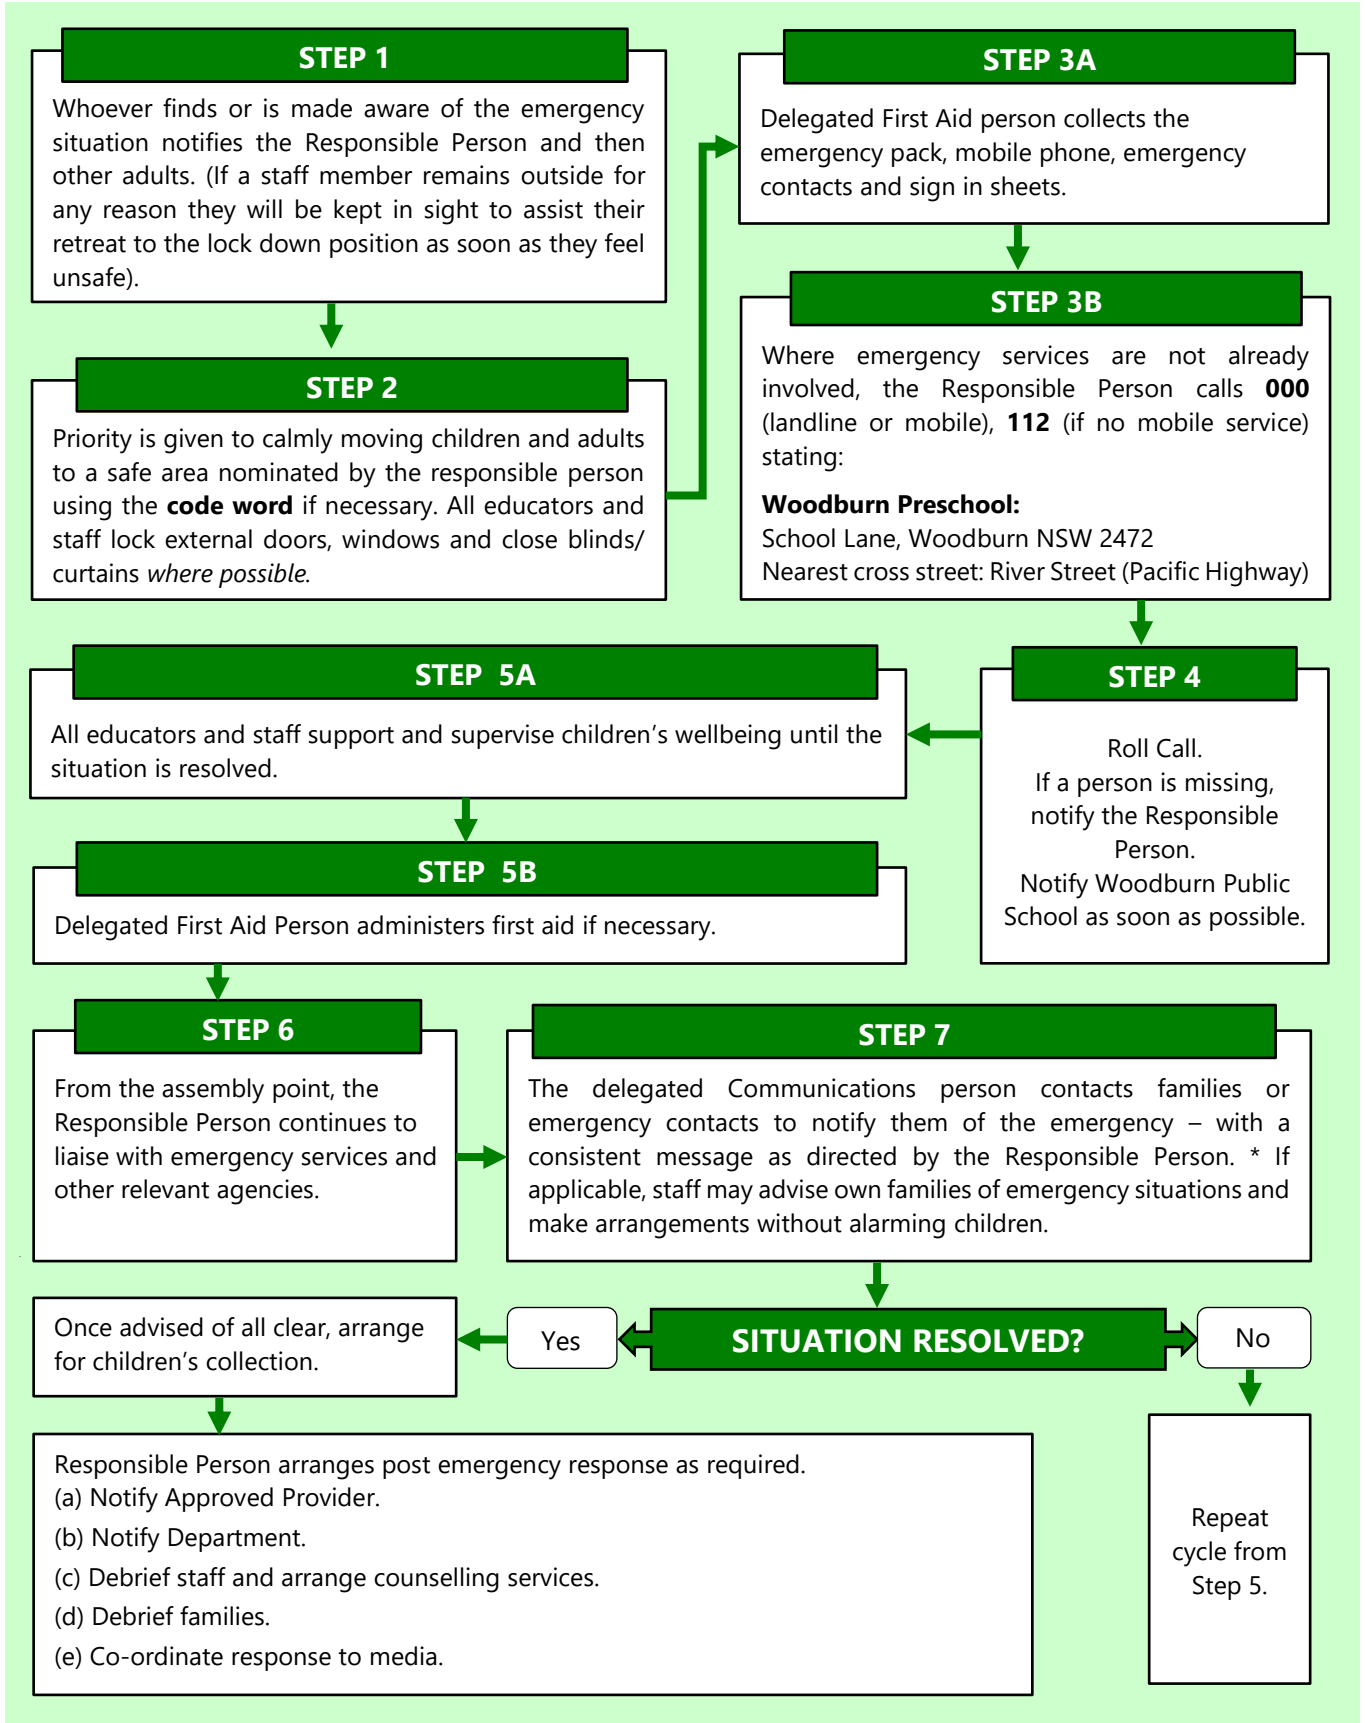 STEP 1
Whoever finds or is made aware of the emergency
situation notifies the Responsible Person and then
other adults. (If a staff member remains outside for
any reason they will be kept in sight to assist their
retreat to the lock down position as soon as they feel
unsafe).
STEP 2
Priority is given to calmly moving children and adults
to a safe area nominated by the responsible person
using the code word if necessary. All educators and
staff lock external doors, windows and close blinds/
curtains where possible.
STEP 3A
Delegated First Aid person collects the
emergency pack, mobile phone, emergency
contacts and sign in sheets.
STEP 3B
Where emergency services are not already
involved, the Responsible Person calls 000
(landline or mobile), 112 (if no mobile service)
stating:
Woodburn Preschool:
School Lane, Woodburn NSW 2472
Nearest cross street: River Street (Pacific Highway)
STEP 4
Roll Call.
If a person is missing,
notify the Responsible
Person.
Notify Woodburn Public
School as soon as possible.
STEP 5A
All educators and staff support and supervise children’s wellbeing until the
situation is resolved.
STEP 5B
Delegated First Aid Person administers first aid if necessary.
STEP 6
From the assembly point, the
Responsible Person continues to
liaise with emergency services and
other relevant agencies.
STEP 7
The delegated Communications person contacts families or
emergency contacts to notify them of the emergency – with a
consistent message as directed by the Responsible Person. * If
applicable, staff may advise own families of emergency situations and
make arrangements without alarming children.
SITUATION RESOLVED?
Yes
Once advised of all clear, arrange
for children’s collection.
Responsible Person arranges post emergency response as required.
(a) Notify Approved Provider.
(b) Notify Department.
(c) Debrief staff and arrange counselling services.
(d) Debrief families.
(e) Co-ordinate response to media.
No
Repeat
cycle from
Step 5.